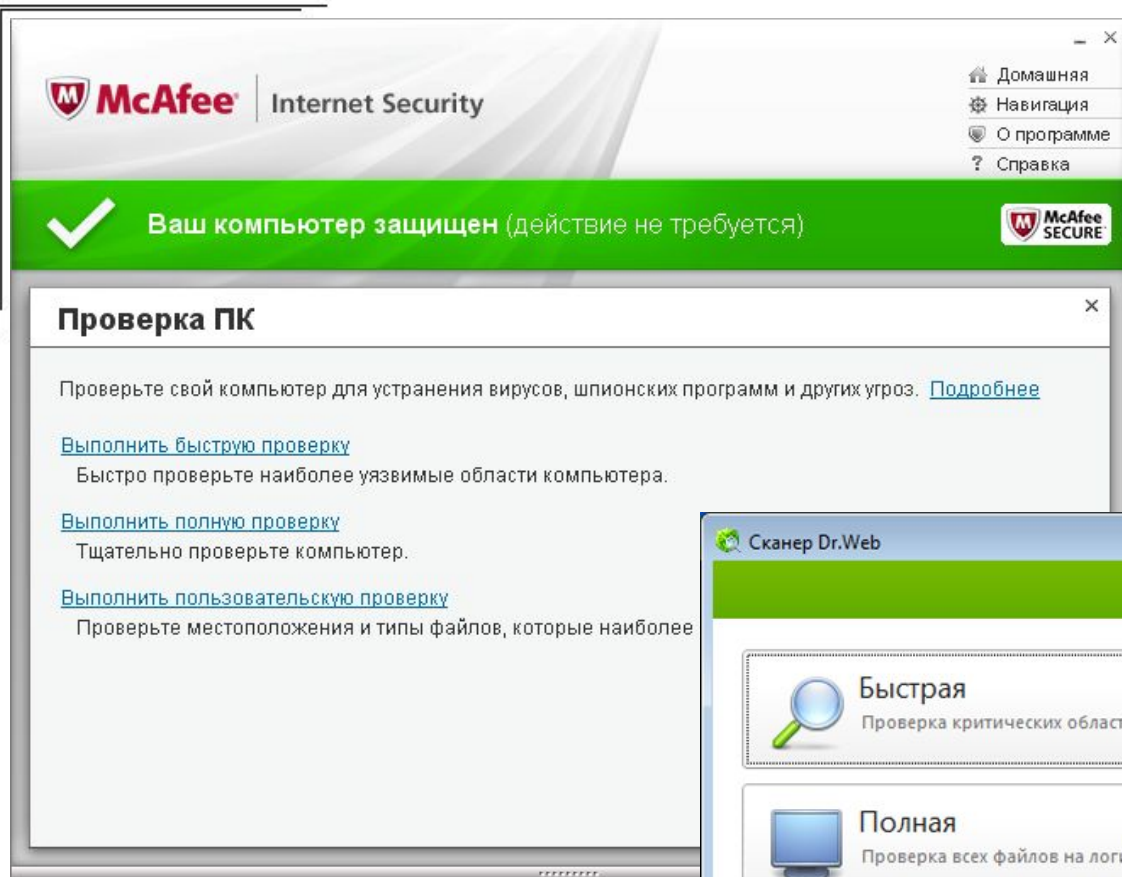 McAfee Internet Security
Домашняя
Навигация
О программе
? Справка
Ваш компьютер защищен (действие не требуется)
McAfee
SECURE
Проверка ПК
Проверьте свой компьютер для устранения вирусов, шпионских программ и других угроз. Подробнее
Выполнить быструю проверку
Быстро проверьте наиболее уязвимые области компьютера.
Выполнить полную проверку
Тщательно проверьте компьютер.
Выполнить пользовательскую проверку
Проверьте местоположения и типы файлов, которые наиболее
Сканер Dr.Web
Быстрая
Проверка критических област
Полная
Проверка всех файлов на лог